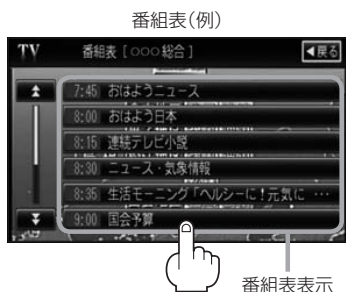 番組表(例)
TV 番組表 [ ○○○総合 ] ◀戻る
7:45 おはようニュース
8:00 おはよう日本
8:15 連続テレビ小説
8:30 ニュース・気象情報
8:35 生活モーニング「ヘルシーに!元気に …
9:00 国会予算
番組表表示